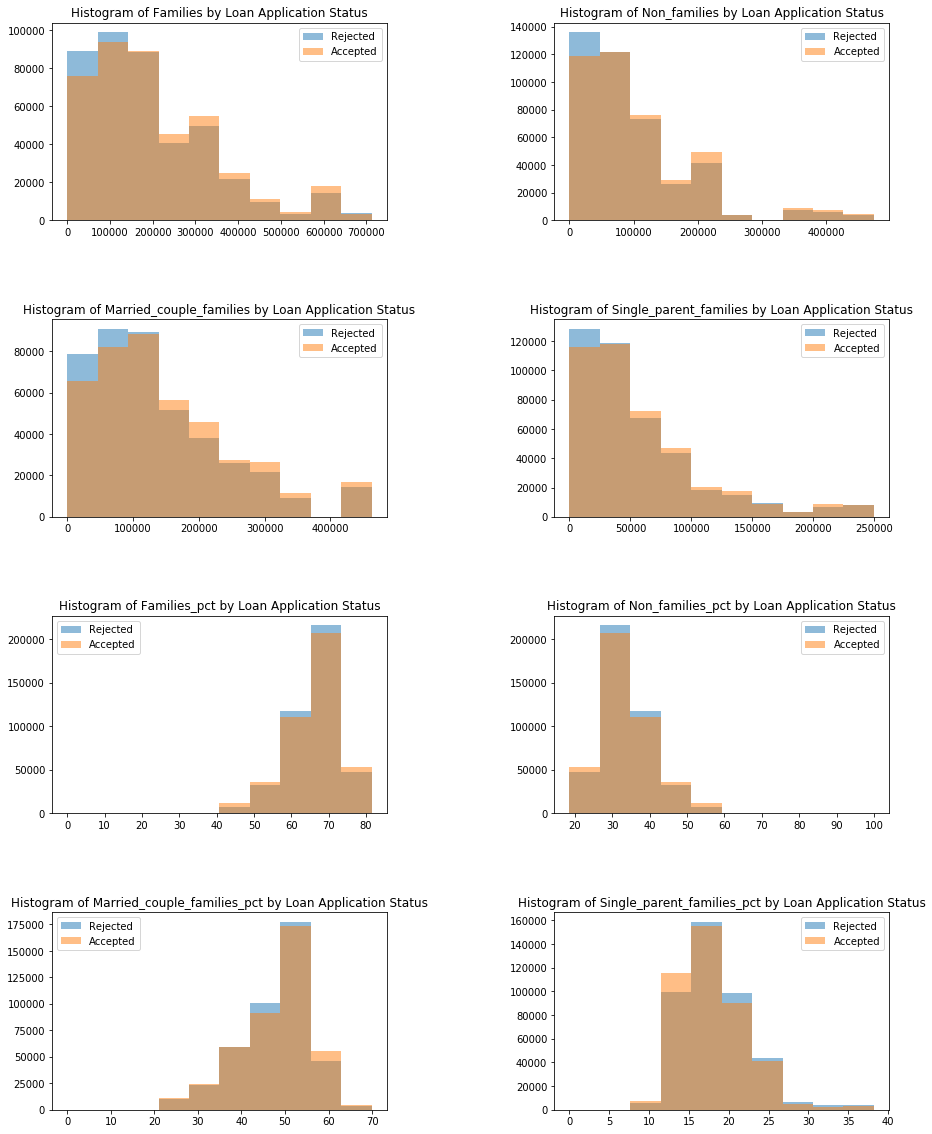 Histogram of Families by Loan Application Status
100000
80000
60000
40000
20000
0
Rejected
Accepted
0 100000 200000 300000 400000 500000 600000 700000
Histogram of Non_families by Loan Application Status
140000
120000
100000
80000
60000
40000
20000
0
Rejected
Accepted
0 100000 200000 300000 400000
Histogram of Married_couple_families by Loan Application Status
80000
60000
40000
20000
0
Rejected
Accepted
0 100000 200000 300000 400000
Histogram of Single_parent_families by Loan Application Status
120000
100000
80000
60000
40000
20000
0
Rejected
Accepted
0 50000 100000 150000 200000 250000
Histogram of Families_pct by Loan Application Status
200000
150000
100000
50000
0
Rejected
Accepted
0 10 20 30 40 50 60 70 80
Histogram of Non_families_pct by Loan Application Status
200000
150000
100000
50000
0
Rejected
Accepted
20 30 40 50 60 70 80 90 100
Histogram of Married_couple_families_pct by Loan Application Status
175000
150000
125000
100000
75000
50000
25000
0
Rejected
Accepted
0 10 20 30 40 50 60 70
Histogram of Single_parent_families_pct by Loan Application Status
160000
140000
120000
100000
80000
60000
40000
20000
0
Rejected
Accepted
0 5 10 15 20 25 30 35 40